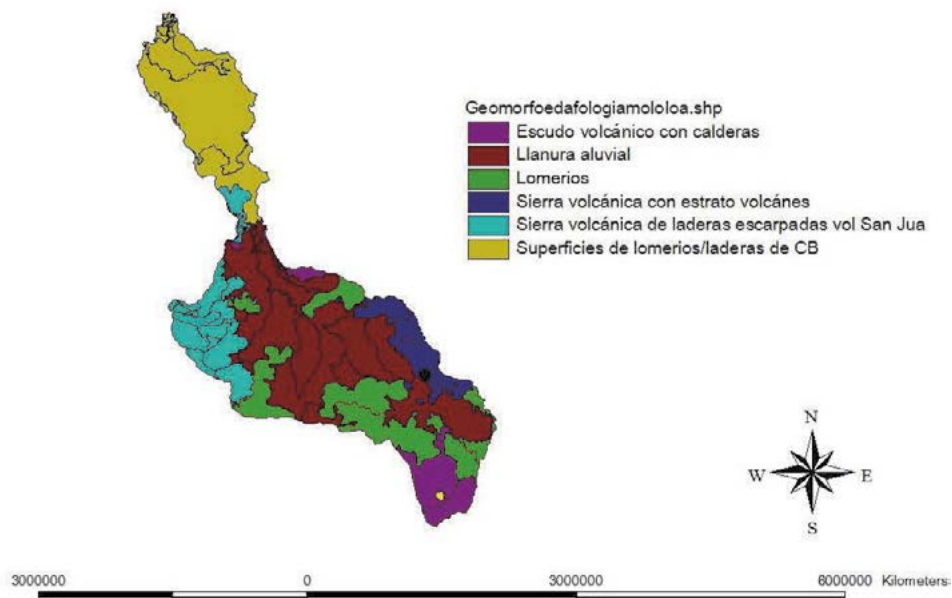 Geomorfoedafologiamololoa.shp
Escudo volcánico con calderas
Llanura aluvial
Lomerios
Sierra volcánica con estrato volcánes
Sierra volcánica de laderas escarpadas vol San Jua
Superficies de lomerios/laderas de CB
N
W E
S
3000000 0 3000000 6000000 Kilometers